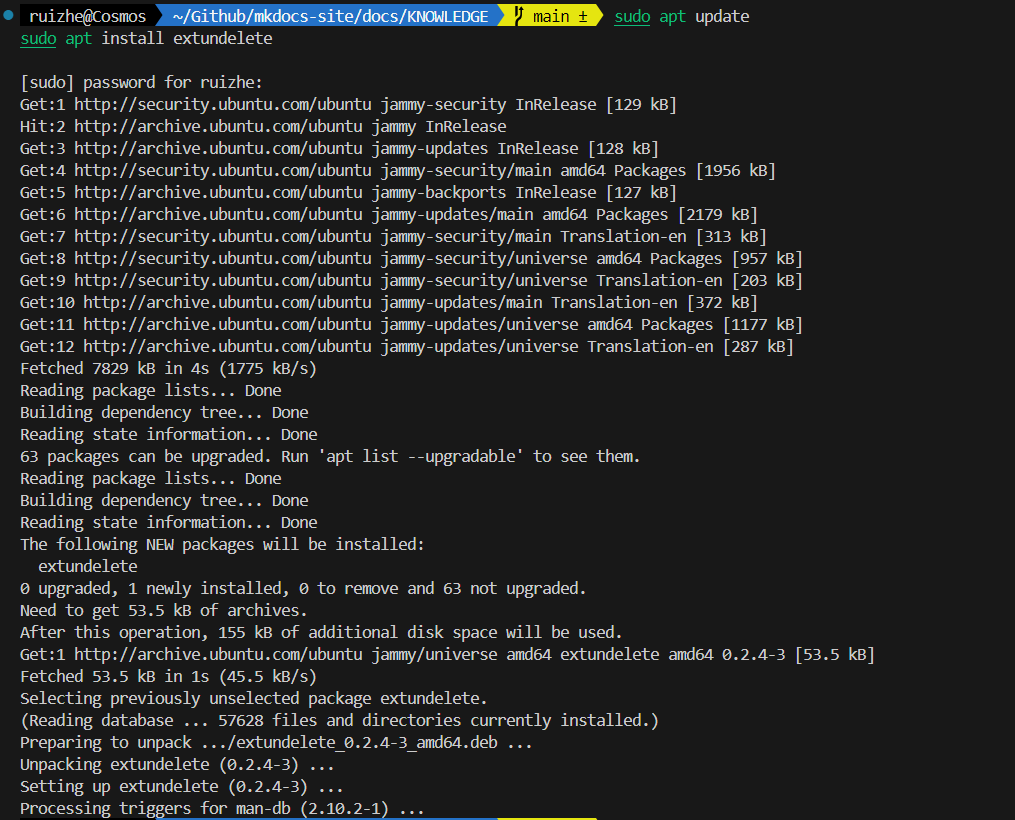 ruizhe@Cosmos ~/Github/mkdocs-site/docs/KNOWLEDGE main ± sudo apt update
sudo apt install extundelete
[sudo] password for ruizhe:
Get:1 http://security.ubuntu.com/ubuntu jammy-security InRelease [129 kB]
Hit:2 http://archive.ubuntu.com/ubuntu jammy InRelease
Get:3 http://archive.ubuntu.com/ubuntu jammy-updates InRelease [128 kB]
Get:4 http://security.ubuntu.com/ubuntu jammy-security/main amd64 Packages [1956 kB]
Get:5 http://archive.ubuntu.com/ubuntu jammy-backports InRelease [127 kB]
Get:6 http://archive.ubuntu.com/ubuntu jammy-updates/main amd64 Packages [2179 kB]
Get:7 http://security.ubuntu.com/ubuntu jammy-security/main Translation-en [313 kB]
Get:8 http://security.ubuntu.com/ubuntu jammy-security/universe amd64 Packages [957 kB]
Get:9 http://security.ubuntu.com/ubuntu jammy-security/universe Translation-en [203 kB]
Get:10 http://archive.ubuntu.com/ubuntu jammy-updates/main Translation-en [372 kB]
Get:11 http://archive.ubuntu.com/ubuntu jammy-updates/universe amd64 Packages [1177 kB]
Get:12 http://archive.ubuntu.com/ubuntu jammy-updates/universe Translation-en [287 kB]
Fetched 7829 kB in 4s (1775 kB/s)
Reading package lists... Done
Building dependency tree... Done
Reading state information... Done
63 packages can be upgraded. Run 'apt list --upgradable' to see them.
Reading package lists... Done
Building dependency tree... Done
Reading state information... Done
The following NEW packages will be installed:
  extundelete
0 upgraded, 1 newly installed, 0 to remove and 63 not upgraded.
Need to get 53.5 kB of archives.
After this operation, 155 kB of additional disk space will be used.
Get:1 http://archive.ubuntu.com/ubuntu jammy/universe amd64 extundelete amd64 0.2.4-3 [53.5 kB]
Fetched 53.5 kB in 1s (45.5 kB/s)
Selecting previously unselected package extundelete.
(Reading database ... 57628 files and directories currently installed.)
Preparing to unpack .../extundelete_0.2.4-3_amd64.deb ...
Unpacking extundelete (0.2.4-3) ...
Setting up extundelete (0.2.4-3) ...
Processing triggers for man-db (2.10.2-1) ...